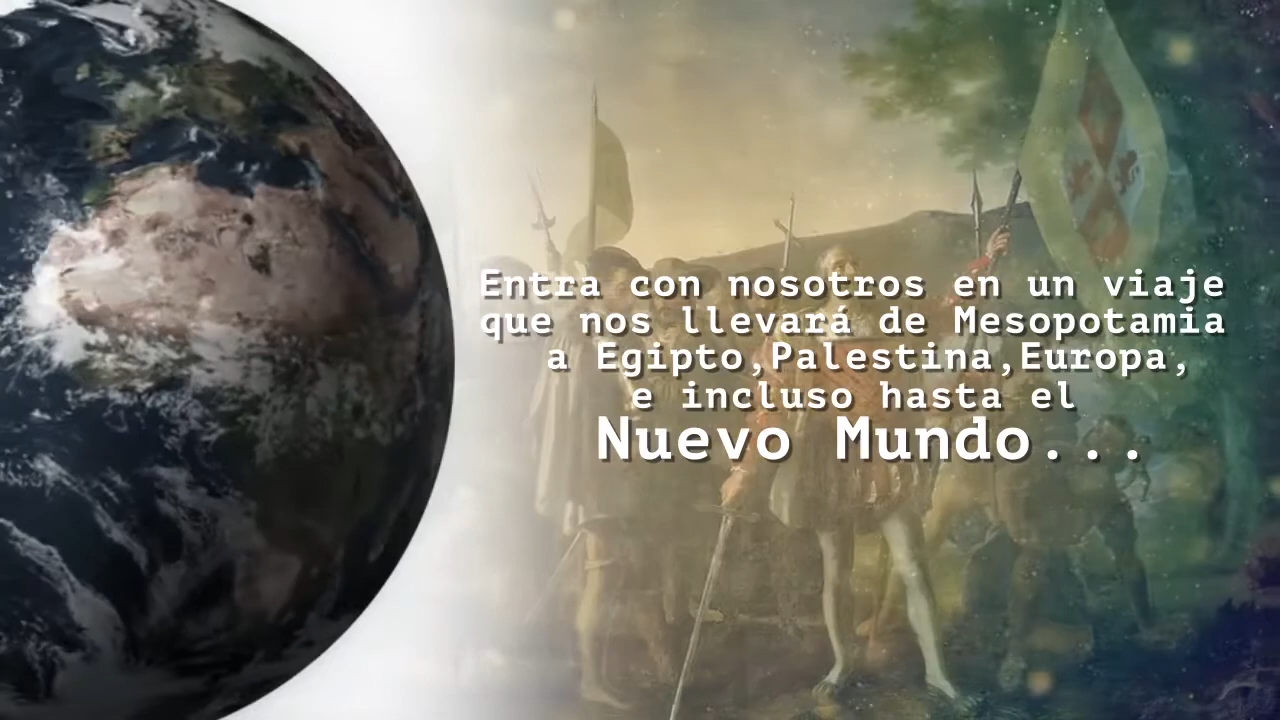 Entra con nosotros en un viaje
que nos llevará de Mesopotamia
a Egipto,Palestina,Europa,
e incluso hasta el
Nuevo Mundo...